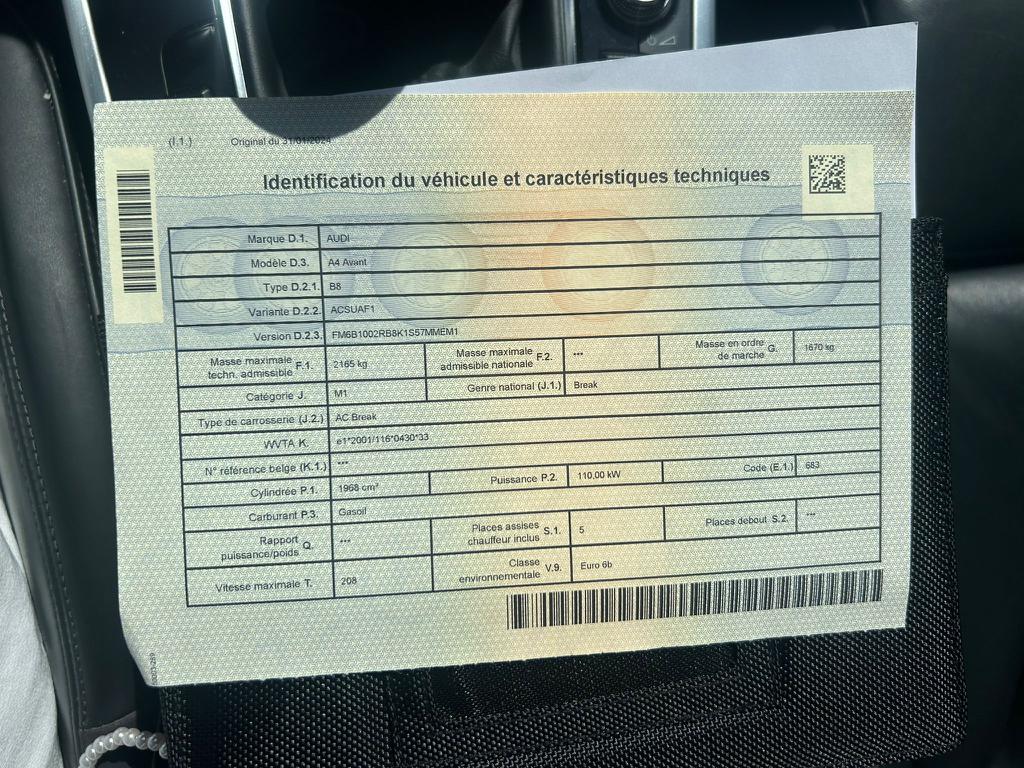 (I.1.) Original du 31/01/2024
Identification du véhicule et caractéristiques techniques
Marque D.1. AUDI
Modèle D.3. A4 Avant
Type D.2.1. B8
Variante D.2.2. ACSUAF1
Version D.2.3. FM6B1002RB8K1S57MMEM1
Masse maximale techn. admissible F.1. 2165 kg Masse maximale admissible nationale F.2. --- Masse en ordre de marche G. 1670 kg
Catégorie J. M1 Genre national (J.1.) Break
Type de carrosserie (J.2.) AC Break
WVTA K. e1*2001/116*0430*33
N° référence belge (K.1.) ---
Cylindrée P.1. 1968 cm³ Puissance P.2. 110,00 kW Code (E.1.) 683
Carburant P.3. Gasoil
Rapport puissance/poids Q. --- Places assises chauffeur inclus S.1. 5 Places debout S.2. ---
Vitesse maximale T. 208 Classe environnementale V.9. Euro 6b